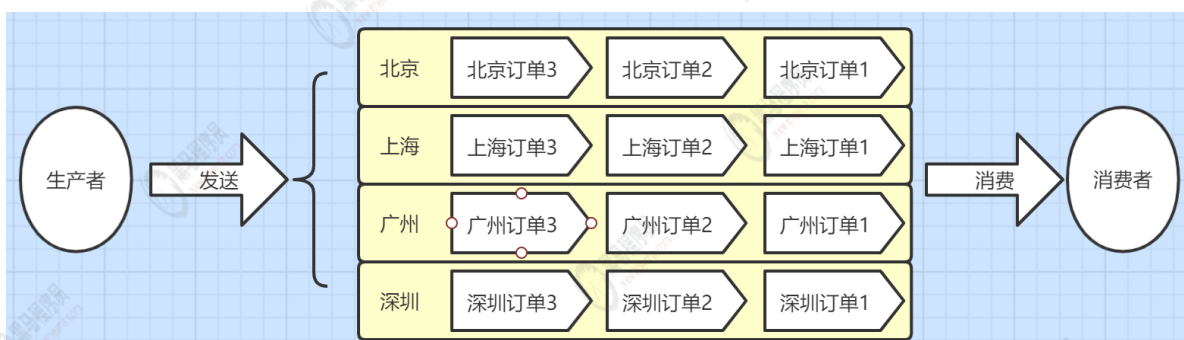 北京 北京订单3 北京订单2 北京订单1
上海 上海订单3 上海订单2 上海订单1
生产者 发送 消费 消费者
广州 广州订单3 广州订单2 广州订单1
深圳 深圳订单3 深圳订单2 深圳订单1